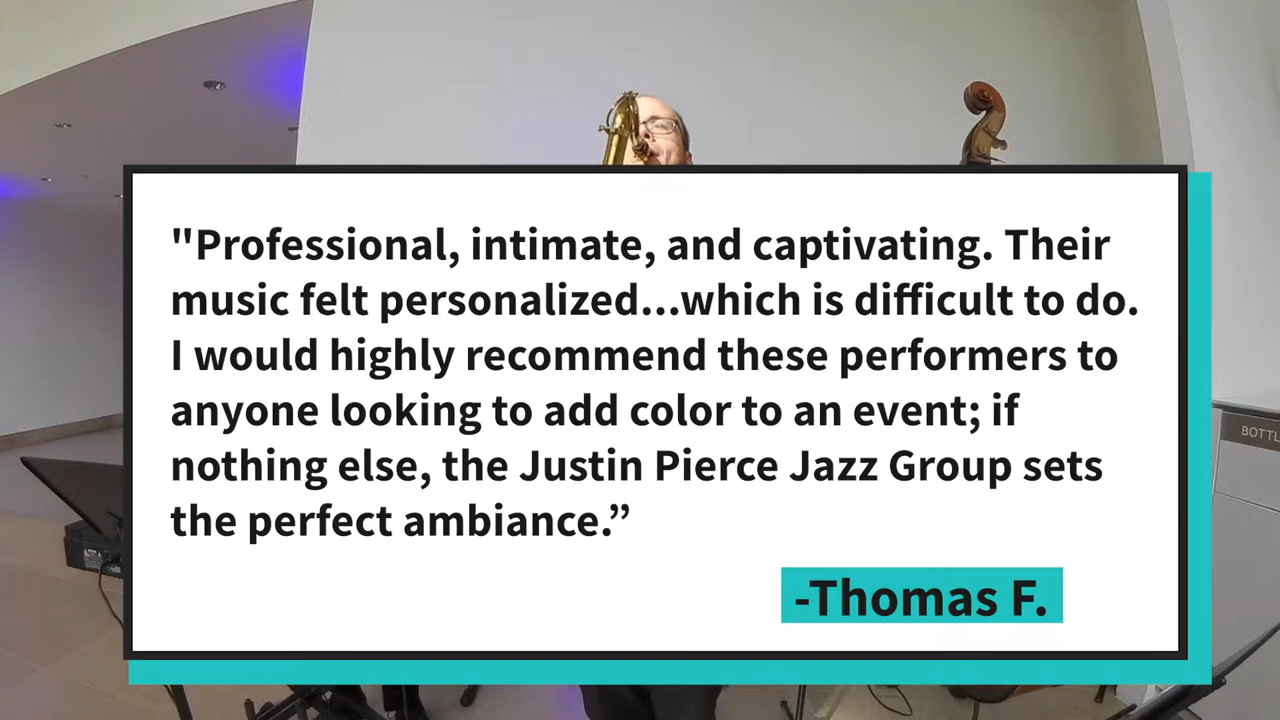 "Professional, intimate, and captivating. Their
music felt personalized...which is difficult to do.
I would highly recommend these performers to
anyone looking to add color to an event; if
nothing else, the Justin Pierce Jazz Group sets
the perfect ambiance.”
-Thomas F.